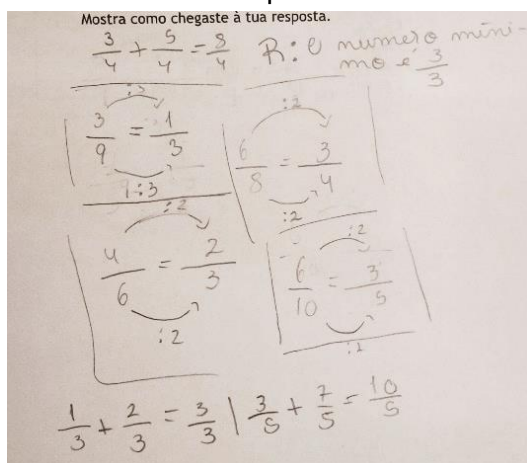 Mostra como chegaste à tua resposta.
3/4 + 5/4 = 8/4 R: O numero mini-
mo é 3/3
:3 :2
3/9 = 1/3 6/8 = 3/4
:3 :2
:2 :2
4/6 = 2/3 6/10 = 3/5
:2 :2
1/3 + 2/3 = 3/3 | 3/5 + 7/5 = 10/5